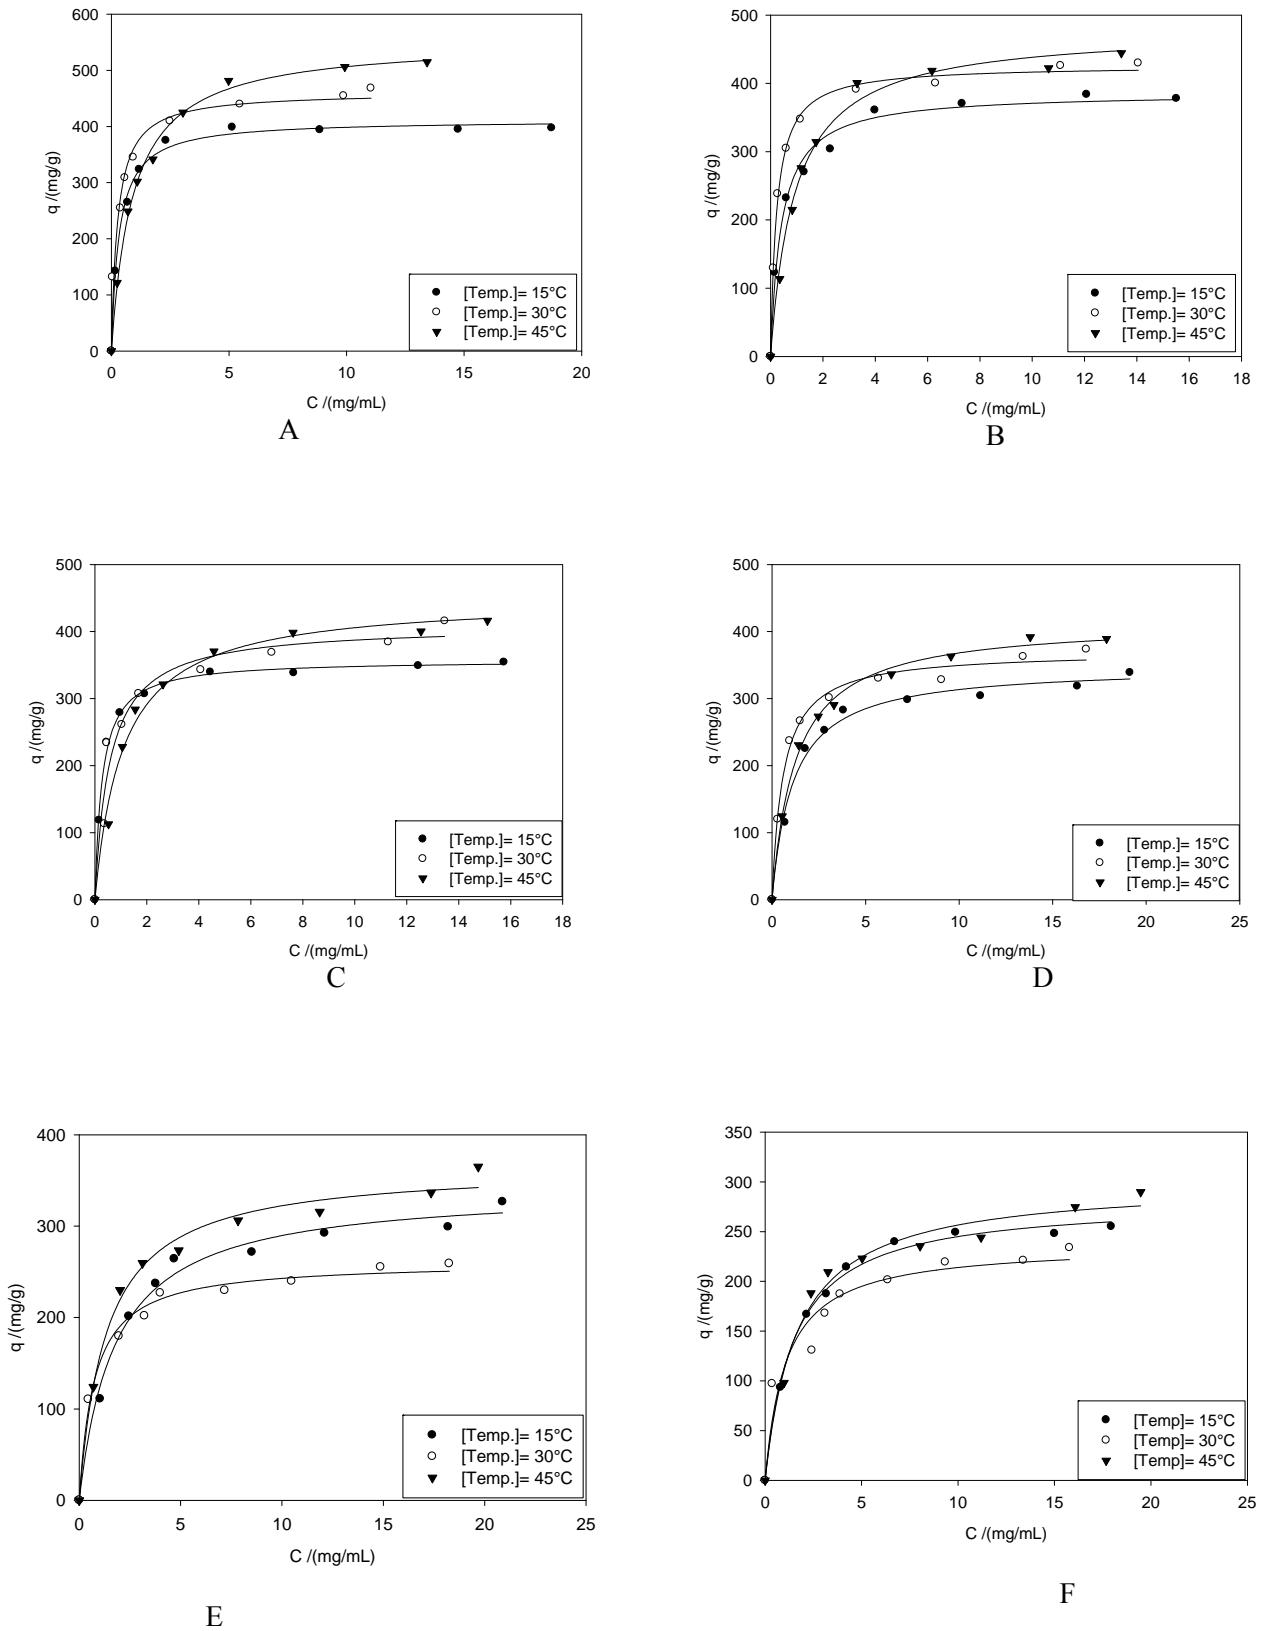 600
500
400
300
200
100
0
q /(mg/g)
0 5 10 15 20
C /(mg/mL)
[Temp.]= 15°C
[Temp.]= 30°C
[Temp.]= 45°C
A
500
400
300
200
100
0
q /(mg/g)
0 2 4 6 8 10 12 14 16 18
C /(mg/mL)
[Temp.]= 15°C
[Temp.]= 30°C
[Temp.]= 45°C
B
500
400
300
200
100
0
q /(mg/g)
0 2 4 6 8 10 12 14 16 18
C /(mg/mL)
[Temp.]= 15°C
[Temp.]= 30°C
[Temp.]= 45°C
C
500
400
300
200
100
0
q /(mg/g)
0 5 10 15 20 25
C /(mg/mL)
[Temp.]= 15°C
[Temp.]= 30°C
[Temp.]= 45°C
D
400
300
200
100
0
q /(mg/g)
0 5 10 15 20 25
C /(mg/mL)
[Temp.]= 15°C
[Temp.]= 30°C
[Temp.]= 45°C
E
350
300
250
200
150
100
50
0
q /(mg/g)
0 5 10 15 20 25
C /(mg/mL)
[Temp]= 15°C
[Temp]= 30°C
[Temp]= 45°C
F